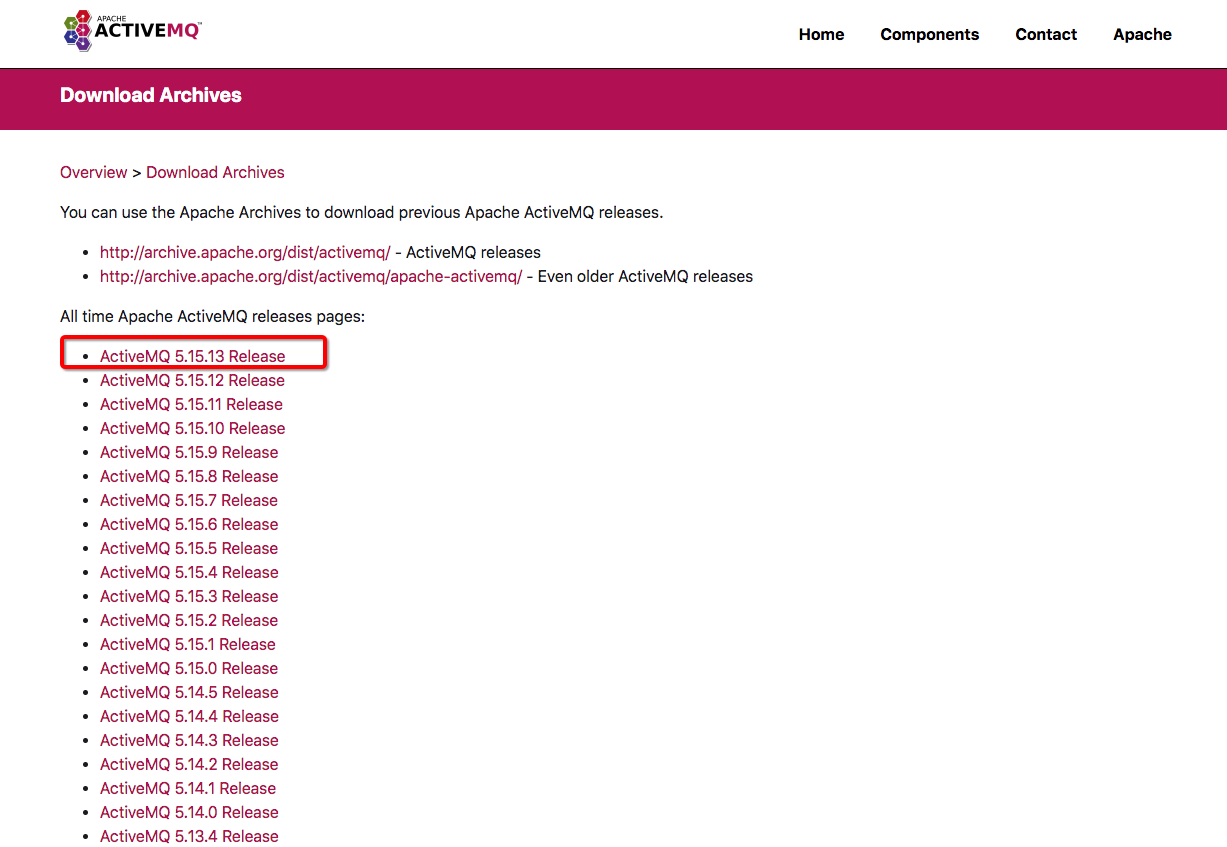 APACHE
ACTIVEMQ™
Home Components Contact Apache
Download Archives
Overview > Download Archives
You can use the Apache Archives to download previous Apache ActiveMQ releases.
• http://archive.apache.org/dist/activemq/ - ActiveMQ releases
• http://archive.apache.org/dist/activemq/apache-activemq/ - Even older ActiveMQ releases
All time Apache ActiveMQ releases pages:
• ActiveMQ 5.15.13 Release
• ActiveMQ 5.15.12 Release
• ActiveMQ 5.15.11 Release
• ActiveMQ 5.15.10 Release
• ActiveMQ 5.15.9 Release
• ActiveMQ 5.15.8 Release
• ActiveMQ 5.15.7 Release
• ActiveMQ 5.15.6 Release
• ActiveMQ 5.15.5 Release
• ActiveMQ 5.15.4 Release
• ActiveMQ 5.15.3 Release
• ActiveMQ 5.15.2 Release
• ActiveMQ 5.15.1 Release
• ActiveMQ 5.15.0 Release
• ActiveMQ 5.14.5 Release
• ActiveMQ 5.14.4 Release
• ActiveMQ 5.14.3 Release
• ActiveMQ 5.14.2 Release
• ActiveMQ 5.14.1 Release
• ActiveMQ 5.14.0 Release
• ActiveMQ 5.13.4 Release